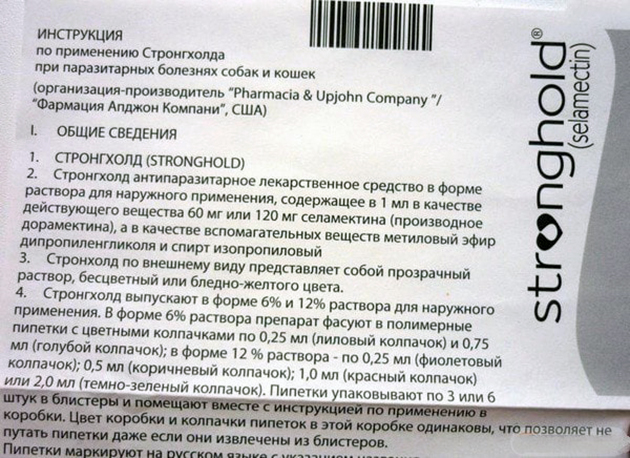 ИНСТРУКЦИЯ
по применению Стронгхолда
при паразитарных болезнях собак и кошек
(организация-производитель "Pharmacia & Upjohn Company "/
"Фармация Апджон Компани", США)
I. ОБЩИЕ СВЕДЕНИЯ
1. СТРОНГХОЛД (STRONGHOLD)
2. Стронгхолд антипаразитарное лекарственное средство в форме
раствора для наружного применения, содержащее в 1 мл в качестве
действующего вещества 60 мг или 120 мг селамектина (производное
дорамектина), а в качестве вспомагательных веществ метиловый эфир
дипропиленгликоля и спирт изопропиловый
3. Стронхолд по внешнему виду представляет собой прозрачный
раствор, бесцветный или бледно-желтого цвета.
4. Стронгхолд выпускают в форме 6% и 12% раствора для наружного
применения. В форме 6% раствора препарат фасуют в полимерные
пипетки с цветными колпачками по 0,25 мл (лиловый колпачок) и 0,75
мл (голубой колпачок); в форме 12 % раствора - по 0,25 мл (фиолетовый
колпачок); 0,5 мл (коричневый колпачок); 1,0 мл (красный колпачок)
или 2,0 мл (темно-зеленый колпачок). Пипетки упаковывают по 3 или 6
штук в блистеры и помещают вместе с инструкцией по применению в
коробки. Цвет коробки и колпачки пипеток в этой коробке одинаковы, что позволяет не
путать пипетки даже если они извлечены из блистеров.
Пипетки маркируют на русском языке с указанием
stronghold®
(selamectin)